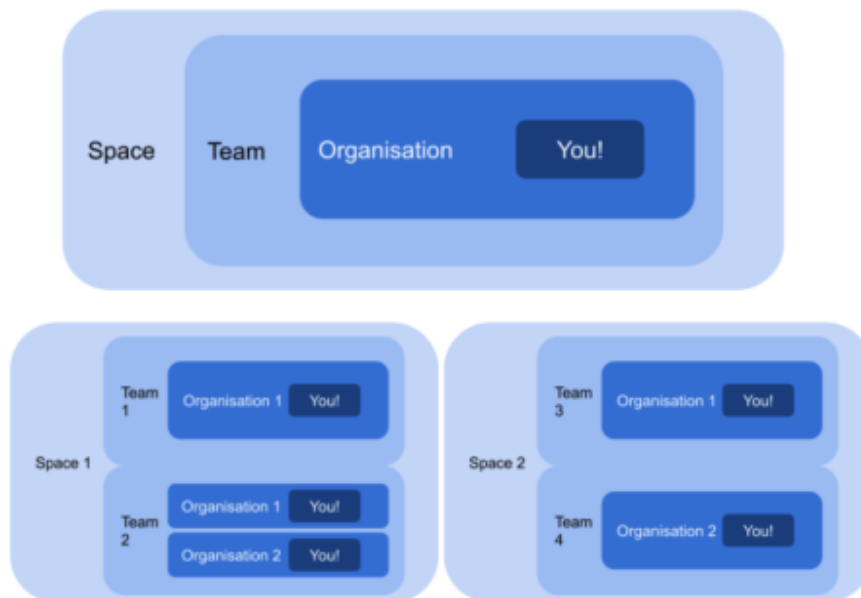 Space
Team
Organisation
You!
Space 1
Team
1
Organisation 1
You!
Team
2
Organisation 1
You!
Organisation 2
You!
Space 2
Team
3
Organisation 1
You!
Team
4
Organisation 2
You!